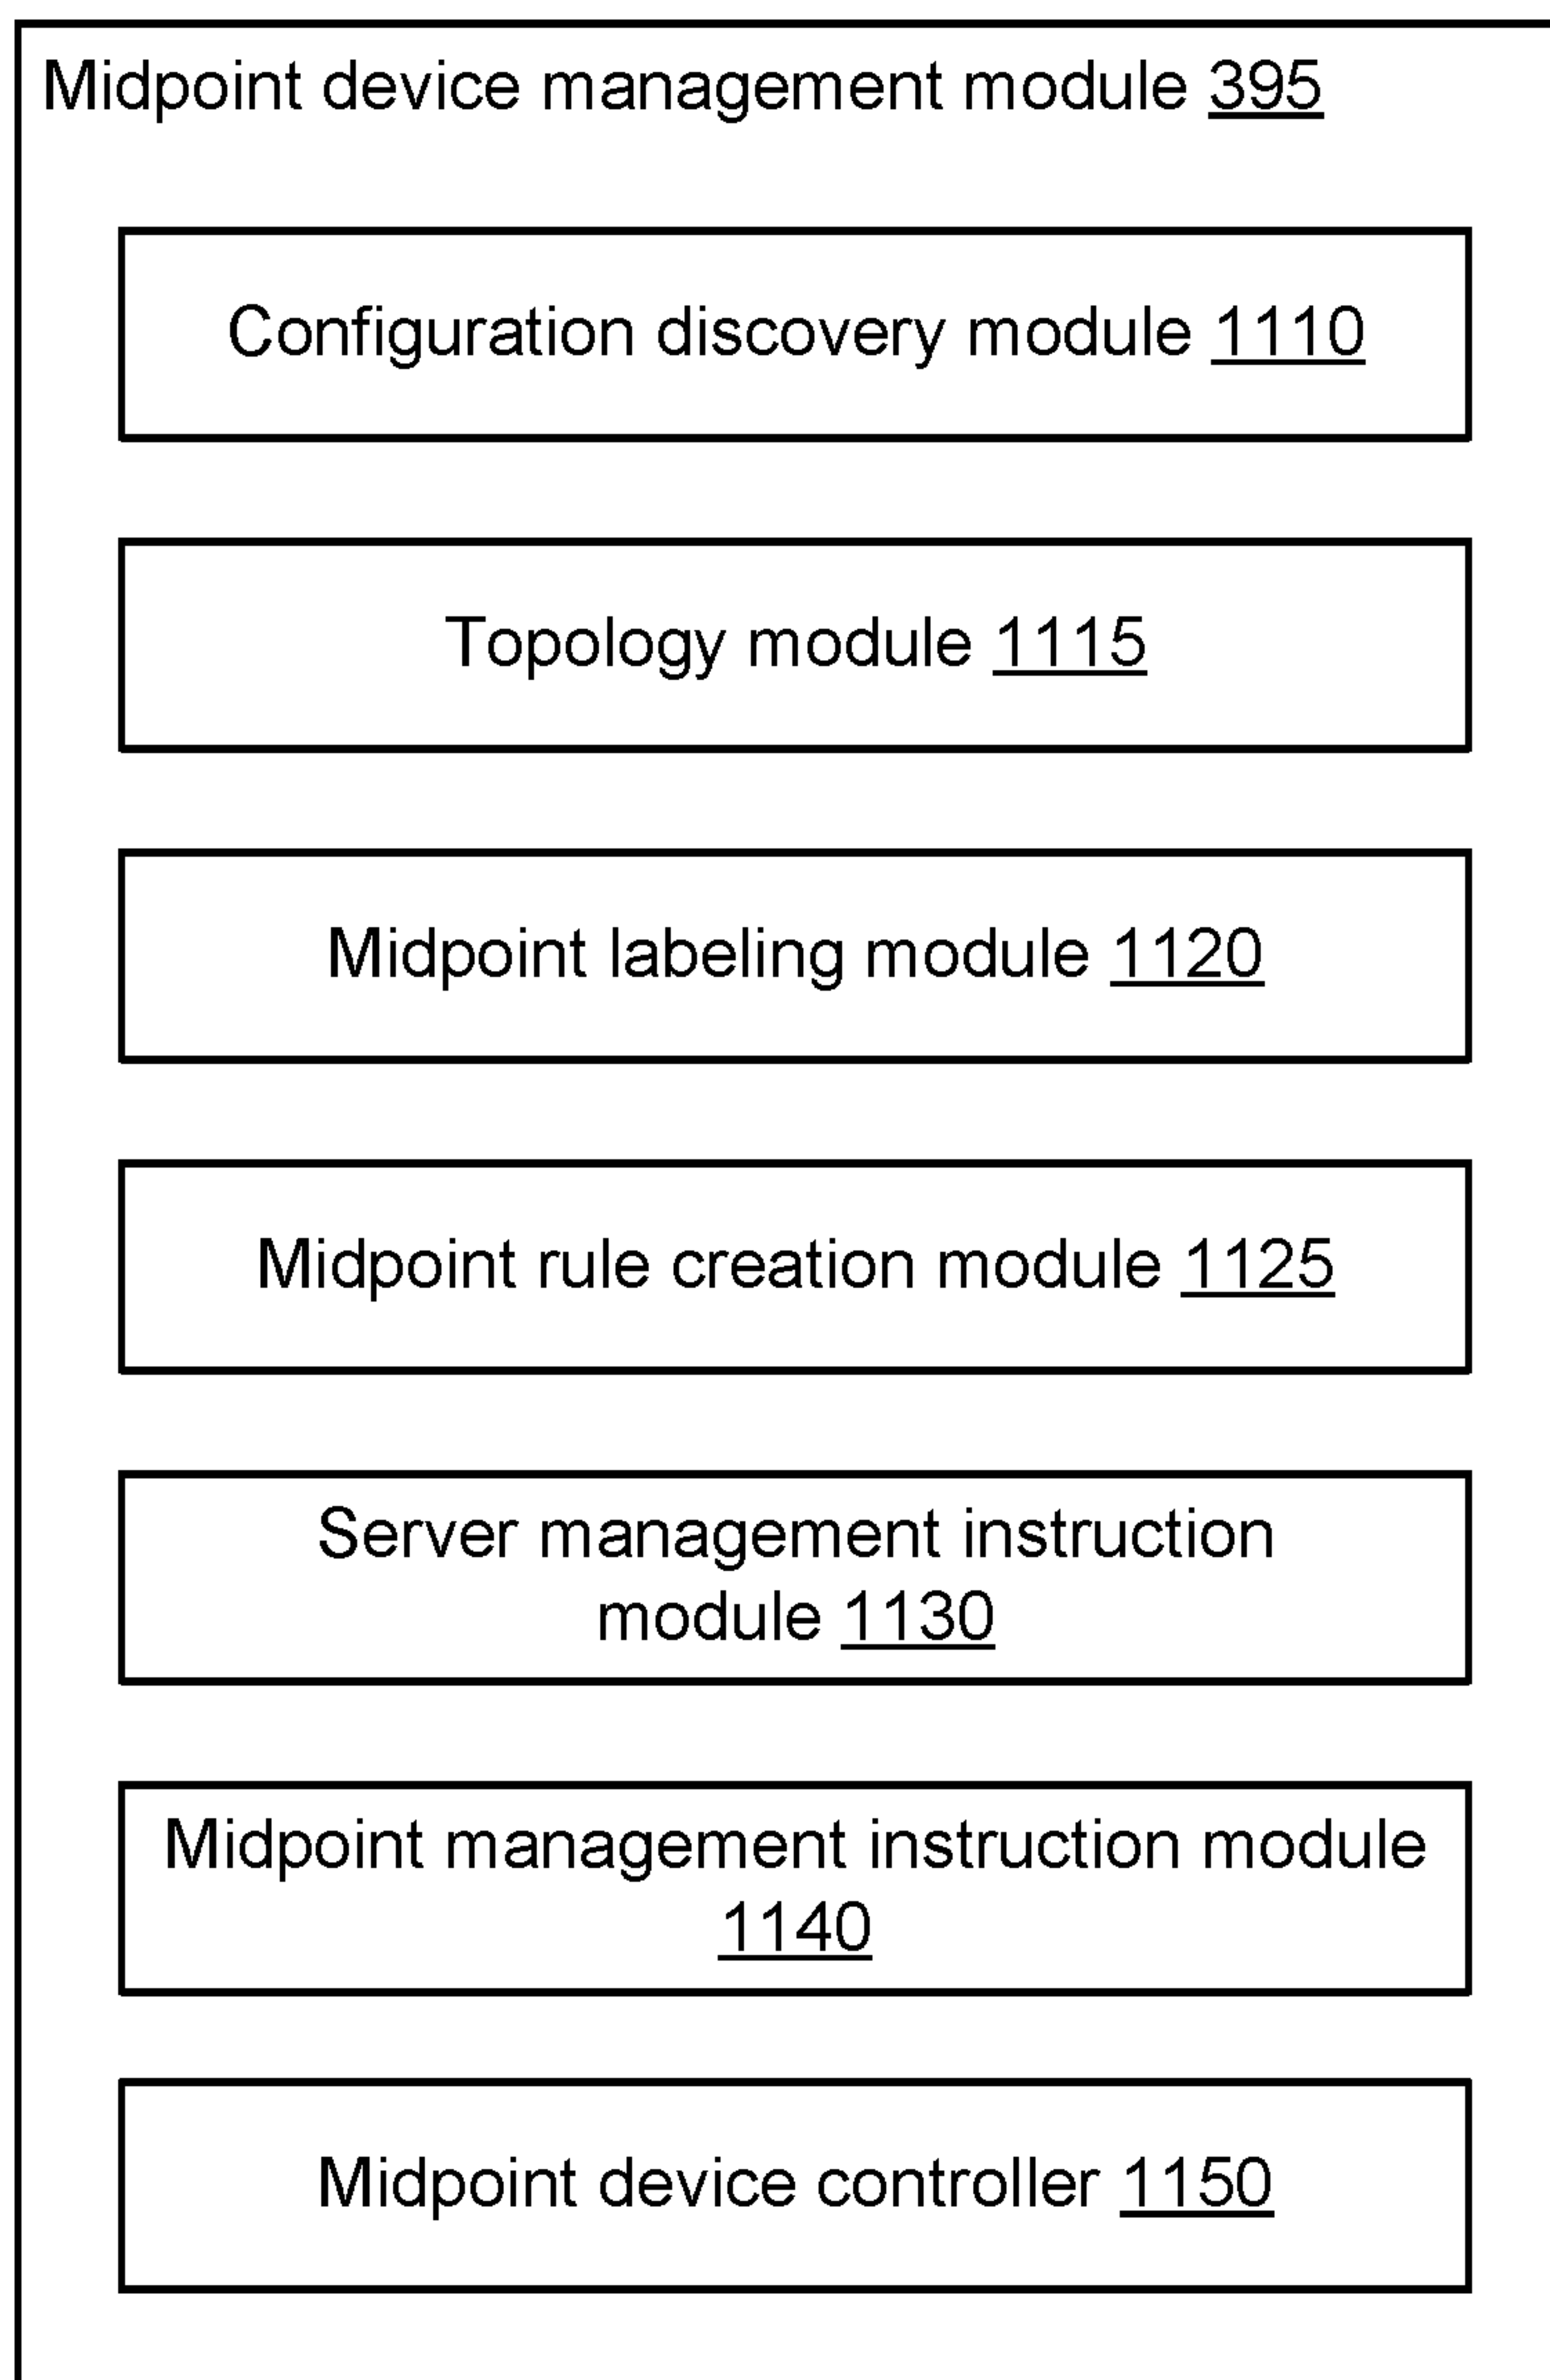 Midpoint device management module 395
Configuration discovery module 1110
Topology module 1115
Midpoint labeling module 1120
Midpoint rule creation module 1125
Server management instruction
module 1130
Midpoint management instruction module
1140
Midpoint device controller 1150